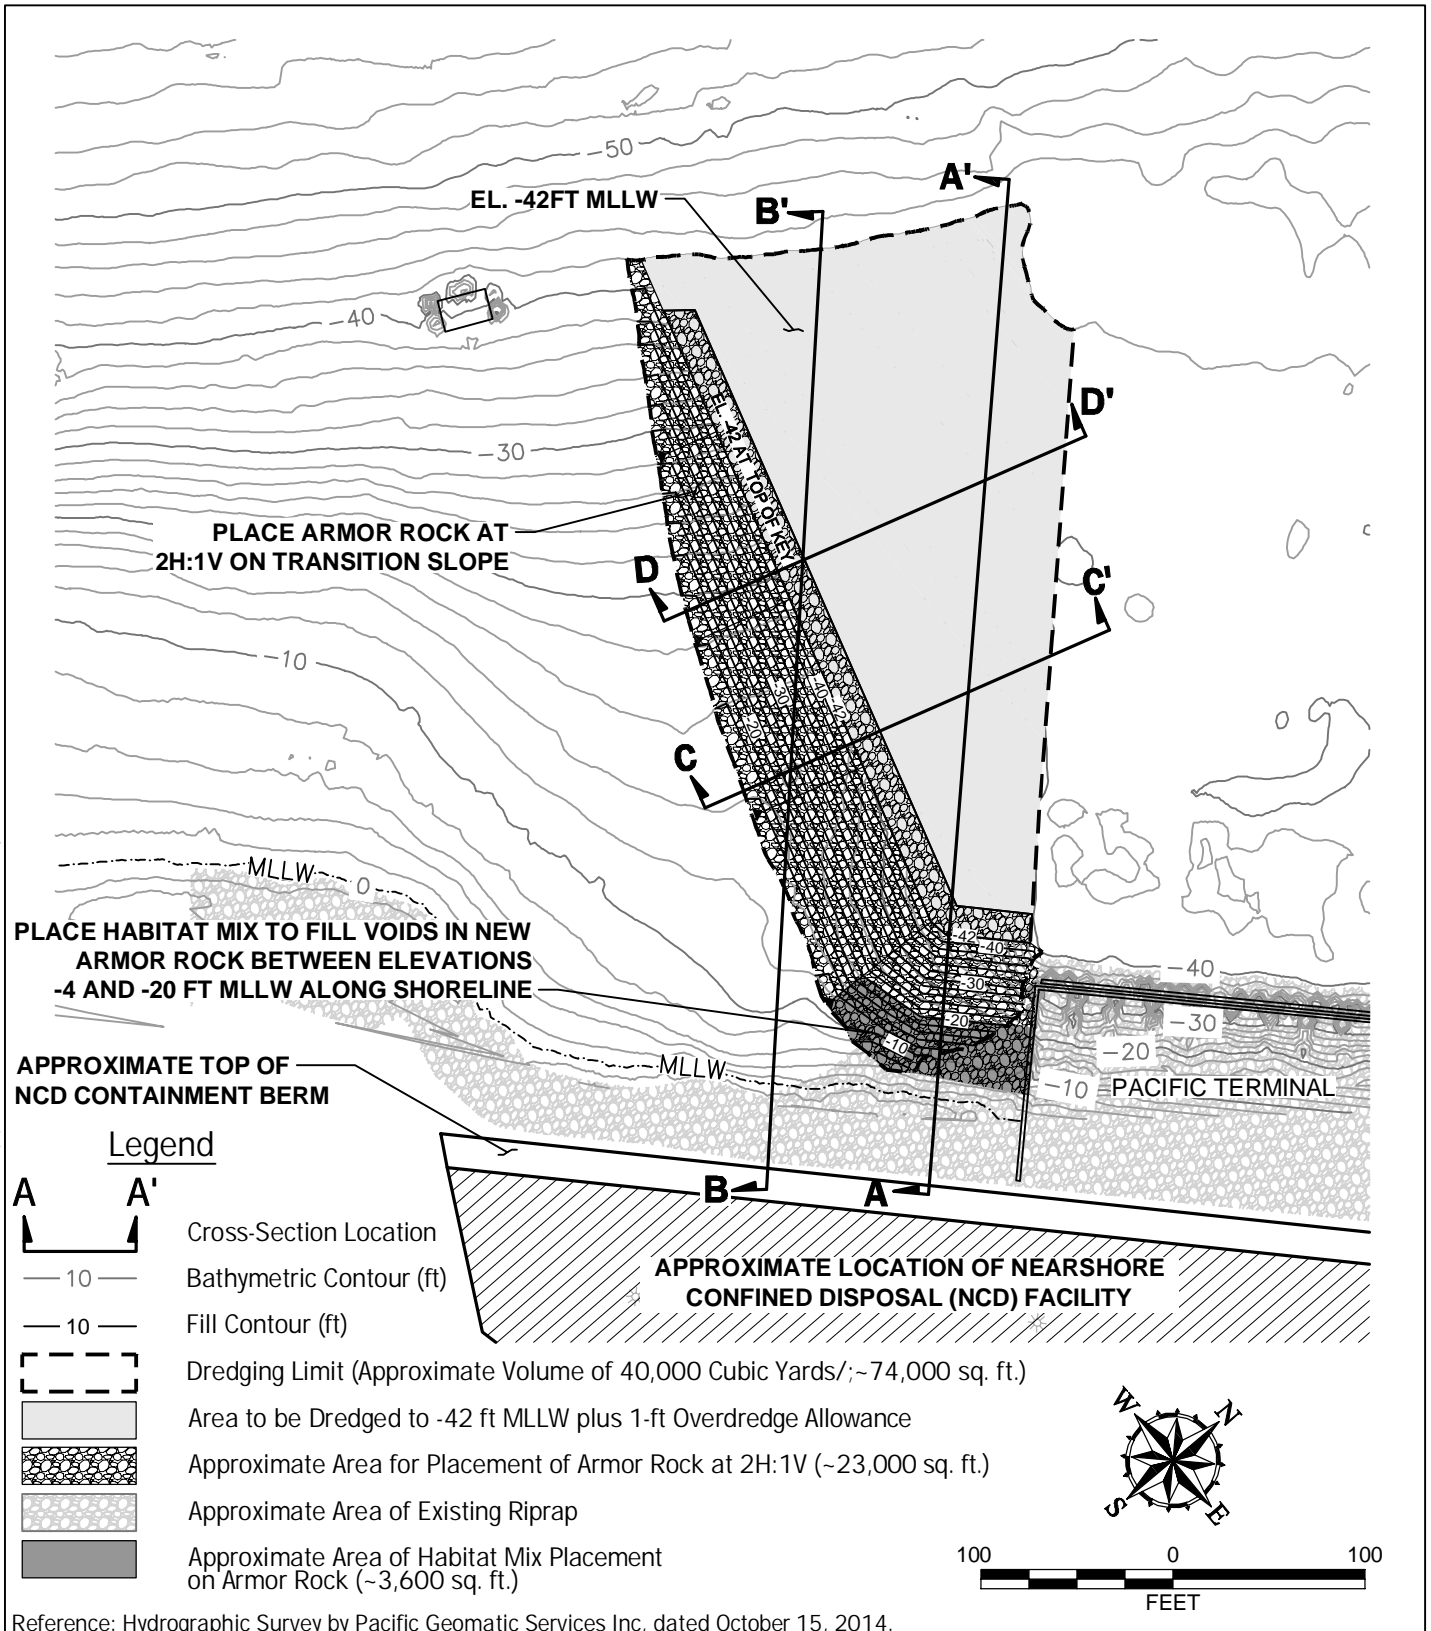 -50
A'
EL. -42FT MLLW
B'
-40
D'
EL. -42 AT TOP OF KEY
-30
PLACE ARMOR ROCK AT
2H:1V ON TRANSITION SLOPE
D
C'
-10
-30
-40
-42
-20
C
MLLW
0
PLACE HABITAT MIX TO FILL VOIDS IN NEW
ARMOR ROCK BETWEEN ELEVATIONS
-4 AND -20 FT MLLW ALONG SHORELINE
-42
-40
-40
-30
-20
-30
-10
-20
APPROXIMATE TOP OF
NCD CONTAINMENT BERM
MLLW
-10
PACIFIC TERMINAL
Legend
A A'
B
A
Cross-Section Location
10
Bathymetric Contour (ft)
APPROXIMATE LOCATION OF NEARSHORE
CONFINED DISPOSAL (NCD) FACILITY
10
Fill Contour (ft)
Dredging Limit (Approximate Volume of 40,000 Cubic Yards/;~74,000 sq. ft.)
Area to be Dredged to -42 ft MLLW plus 1-ft Overdredge Allowance
Approximate Area for Placement of Armor Rock at 2H:1V (~23,000 sq. ft.)
Approximate Area of Existing Riprap
Approximate Area of Habitat Mix Placement
on Armor Rock (~3,600 sq. ft.)
W
N
S
E
100 0 100
FEET
Reference: Hydrographic Survey by Pacific Geomatic Services Inc. dated October 15, 2014.